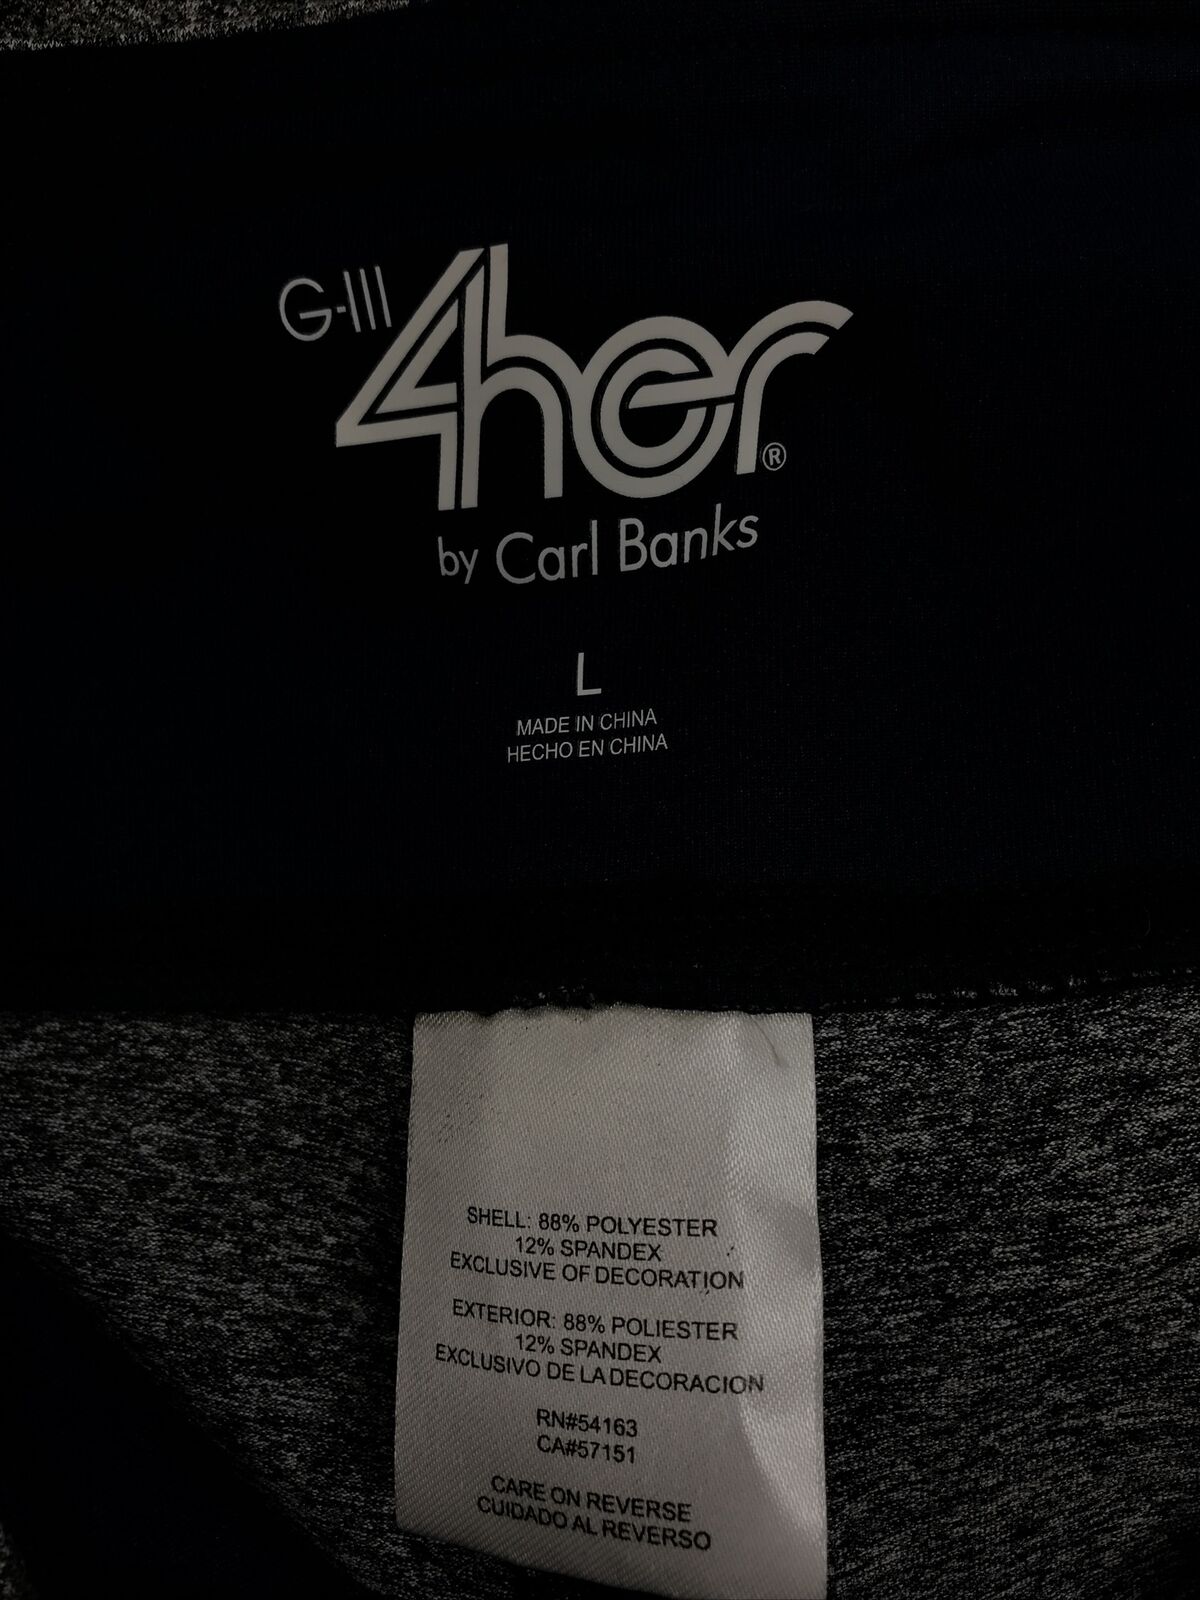 G-III 4her®
by Carl Banks
L
MADE IN CHINA
HECHO EN CHINA
SHELL: 88% POLYESTER
12% SPANDEX
EXCLUSIVE OF DECORATION
EXTERIOR: 88% POLIESTER
12% SPANDEX
EXCLUSIVO DE LA DECORACION
RN#54163
CA#57151
CARE ON REVERSE
CUIDADO AL REVERSO